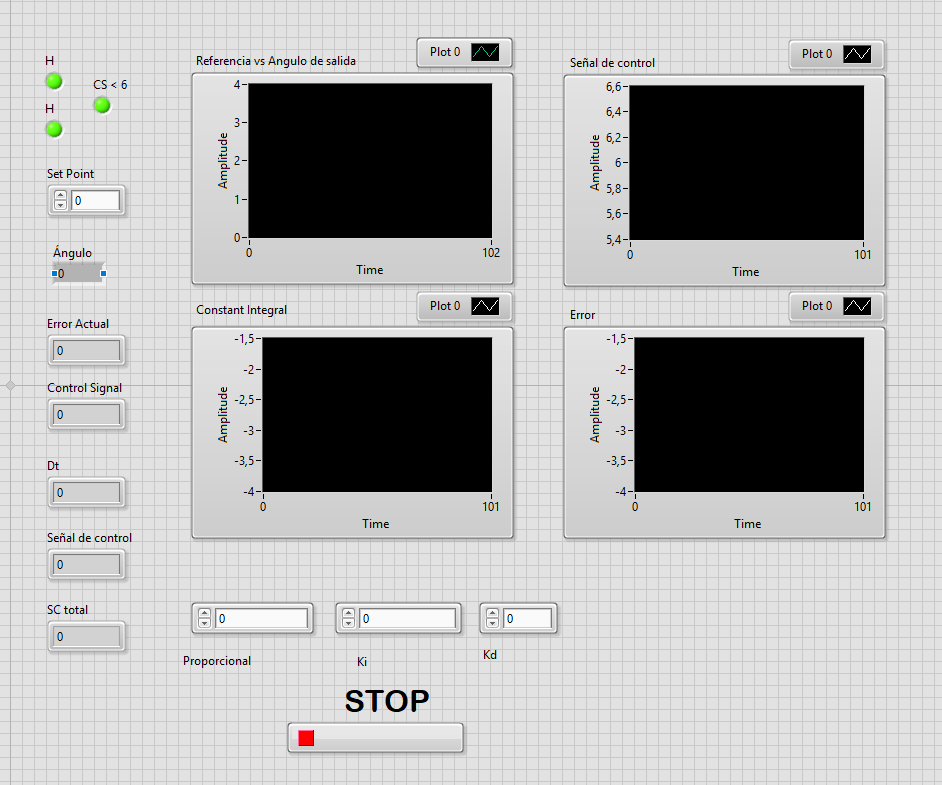 H
CS < 6
H
Set Point
0
Ángulo
0
Error Actual
0
Control Signal
0
Dt
0
Señal de control
0
SC total
0
Referencia vs Angulo de salida
Plot 0
4
3
2
1
0
Amplitude
0
102
Time
Señal de control
Plot 0
6,6
6,4
6,2
6
5,8
5,6
5,4
Amplitude
0
101
Time
Constant Integral
Plot 0
-1,5
-2
-2,5
-3
-3,5
-4
Amplitude
0
101
Time
Error
Plot 0
-1,5
-2
-2,5
-3
-3,5
-4
Amplitude
0
101
Time
0
Proporcional
0
Ki
0
Kd
STOP